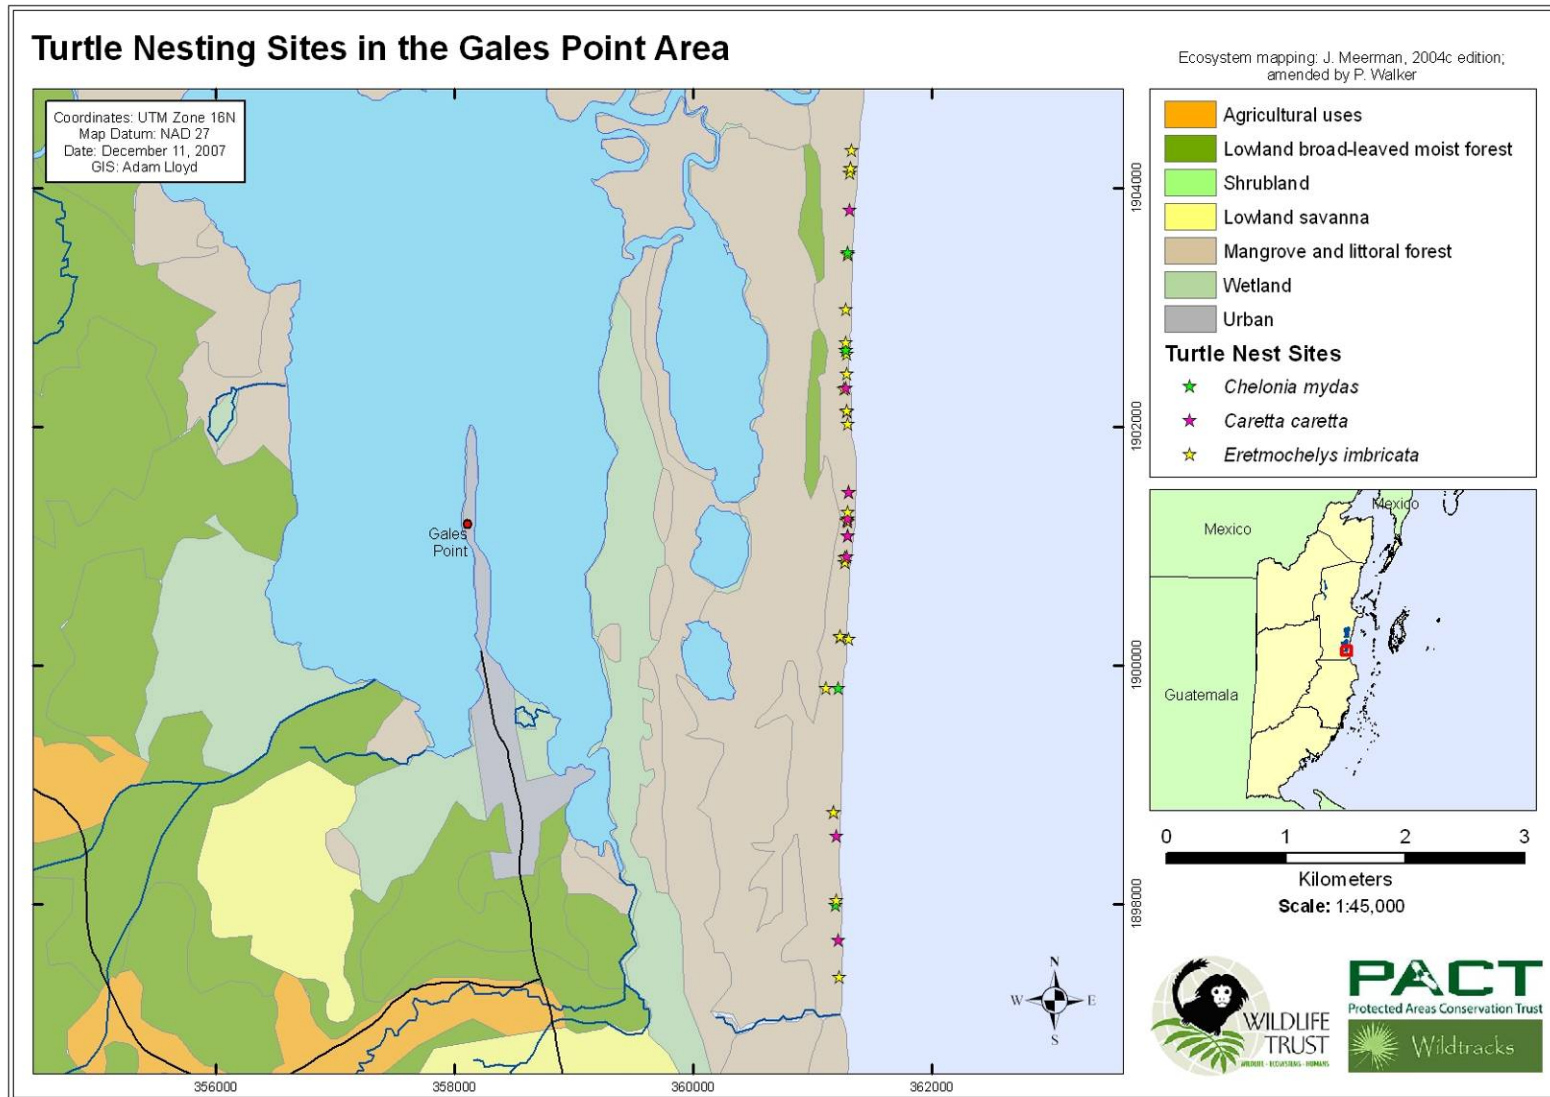 Turtle Nesting Sites in the Gales Point Area
Ecosystem mapping: J. Meerman, 2004c edition;
amended by P. Walker
Coordinates: UTM Zone 16N
Map Datum: NAD 27
Date: December 11, 2007
GIS: Adam Lloyd
Gales
Point
1904000
1902000
1900000
1898000
356000
358000
360000
362000
N
W
E
S
Agricultural uses
Lowland broad-leaved moist forest
Shrubland
Lowland savanna
Mangrove and littoral forest
Wetland
Urban
Turtle Nest Sites
Chelonia mydas
Caretta caretta
Eretmochelys imbricata
Mexico
Mexico
Guatemala
0 1 2 3
Kilometers
Scale: 1:45,000
WILDLIFE
TRUST
WILDLIFE · ECOSYSTEMS · HUMANS
PACT
Protected Areas Conservation Trust
Wildtracks